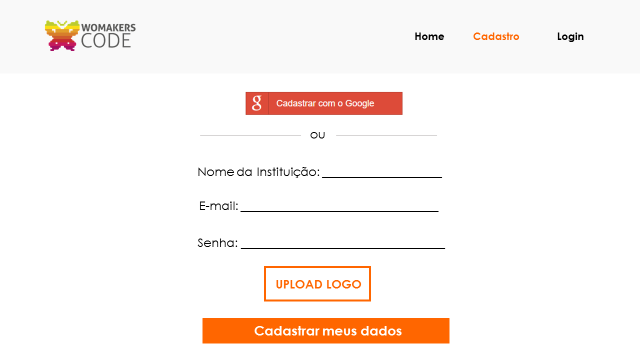 WOMAKERS
CODE
Home Cadastro Login
g Cadastrar com o Google
OU
Nome da Instituição:
E-mail:
Senha:
UPLOAD LOGO
Cadastrar meus dados